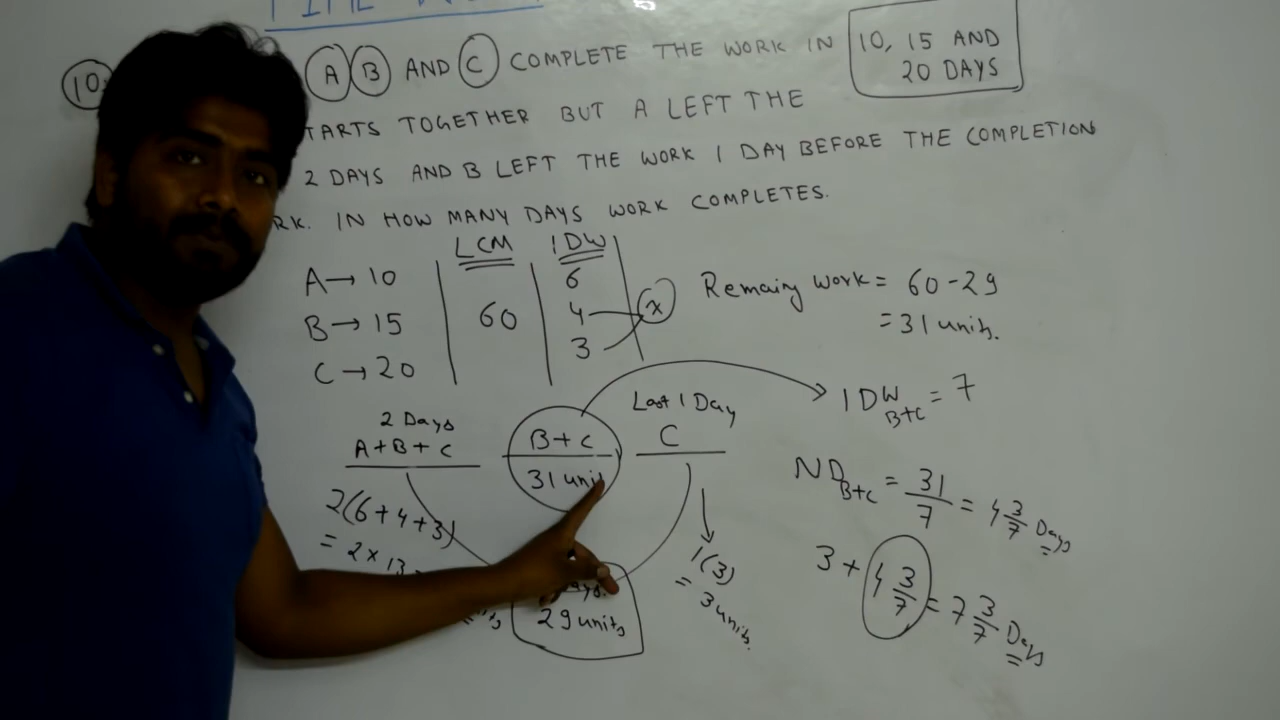 10.
A B AND C COMPLETE THE WORK IN 10, 15 AND
20 DAYS
TARTS TOGETHER BUT A LEFT THE
2 DAYS AND B LEFT THE WORK 1 DAY BEFORE THE COMPLETION
RK. IN HOW MANY DAYS WORK COMPLETES.
LCM 1DW
A→10 6
B→15 60 4 x
C→20 3
Remaing work = 60-29
= 31 units.
2 Days
A+B+C
B+C
31 unit
Last 1 Day
C
1DW B+C = 7
2(6+4+3)
= 2×13
29 units
1(3)
= 3 units.
ND B+C = 31/7 = 4 3/7 Days
3+4 3/7 = 7 3/7 Days